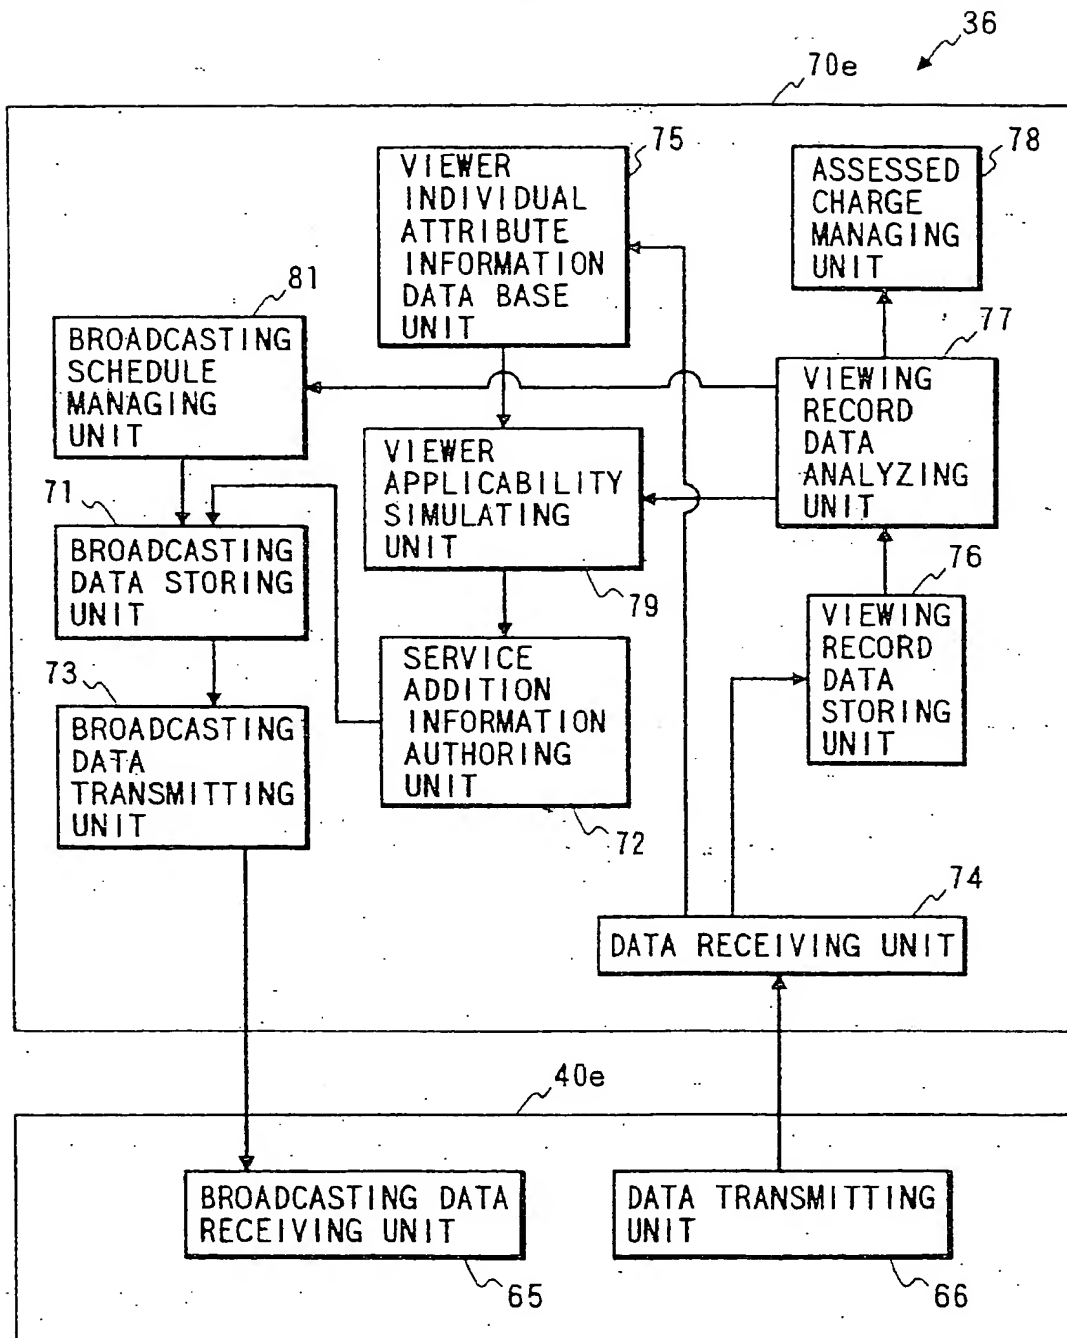 36
70e
75
VIEWER
INDIVIDUAL
ATTRIBUTE
INFORMATION
DATA BASE
UNIT
78
ASSESSED
CHARGE
MANAGING
UNIT
81
BROADCASTING
SCHEDULE
MANAGING
UNIT
77
VIEWING
RECORD
DATA
ANALYZING
UNIT
VIEWER
APPLICABILITY
SIMULATING
UNIT
79
71
BROADCASTING
DATA STORING
UNIT
76
VIEWING
RECORD
DATA
STORING
UNIT
SERVICE
ADDITION
INFORMATION
AUTHORING
UNIT
72
73
BROADCASTING
DATA
TRANSMITTING
UNIT
74
DATA RECEIVING UNIT
40e
BROADCASTING DATA
RECEIVING UNIT
65
DATA TRANSMITTING
UNIT
66